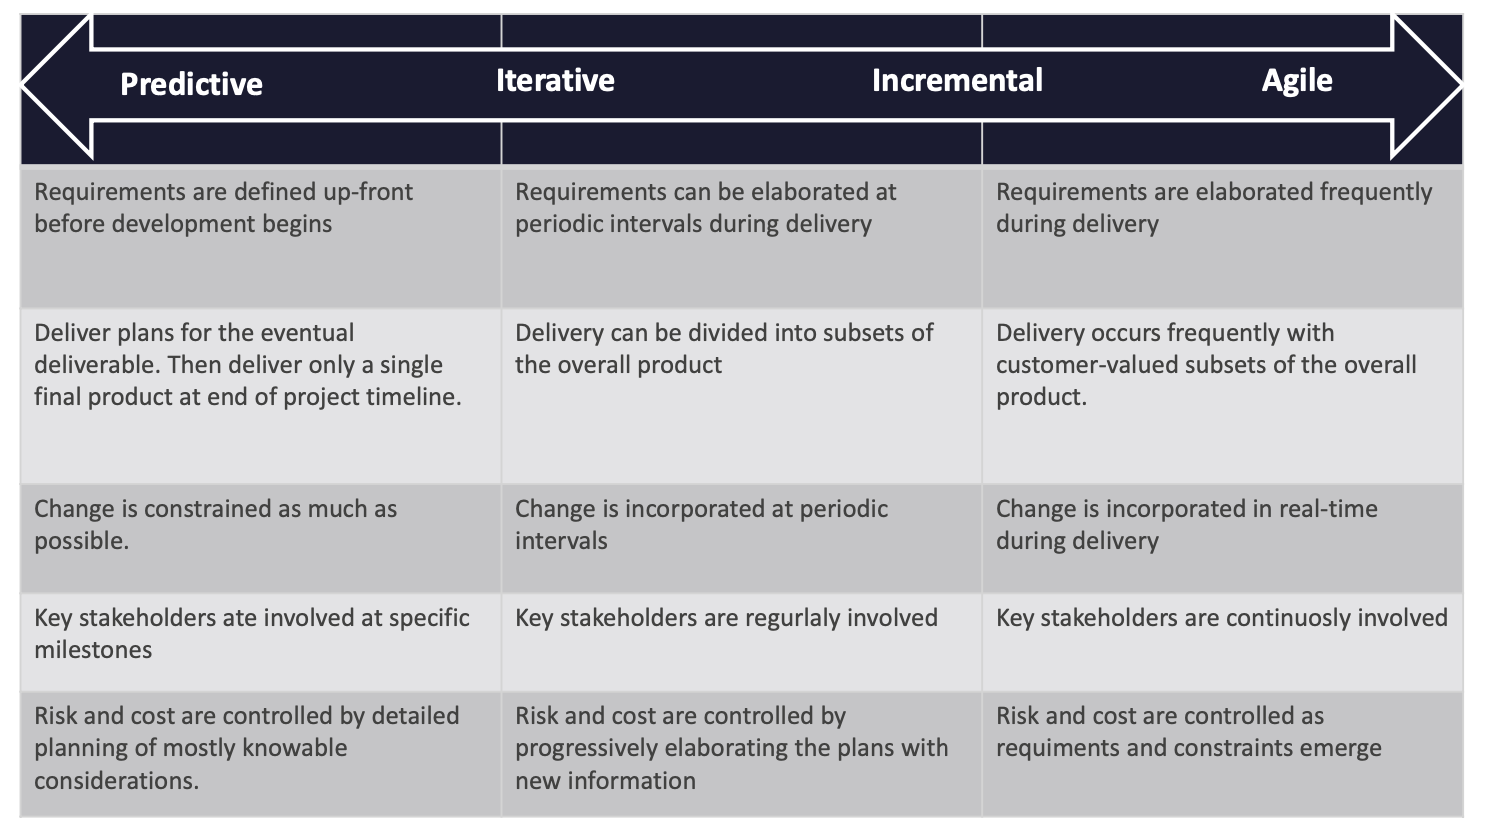 Predictive
Iterative
Incremental
Agile
Requirements are defined up-front
before development begins
Requirements can be elaborated at
periodic intervals during delivery
Requirements are elaborated frequently
during delivery
Deliver plans for the eventual
deliverable. Then deliver only a single
final product at end of project timeline.
Delivery can be divided into subsets of
the overall product
Delivery occurs frequently with
customer-valued subsets of the overall
product.
Change is constrained as much as
possible.
Change is incorporated at periodic
intervals
Change is incorporated in real-time
during delivery
Key stakeholders ate involved at specific
milestones
Key stakeholders are regurlaly involved
Key stakeholders are continuosly involved
Risk and cost are controlled by detailed
planning of mostly knowable
considerations.
Risk and cost are controlled by
progressively elaborating the plans with
new information
Risk and cost are controlled as
requiments and constraints emerge